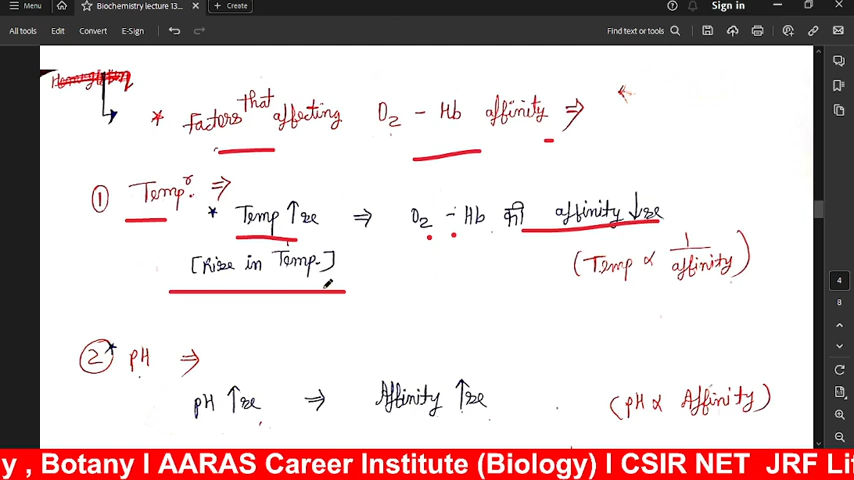 Menu
Biochemistry lecture 13...
Create
Sign in
All tools Edit Convert E-Sign
Find text or tools
* Factors that affecting O2 - Hb affinity ⇒
① Tempr. ⇒
* Temp ↑se ⇒ O2 - Hb की affinity ↓se
[Rise in Temp.]
(Temp ∝ 1/affinity)
② * pH ⇒
pH ↑se ⇒ Affinity ↑se (pH ∝ Affinity)
4
8
y , Botany l AARAS Career Institute (Biology) l CSIR NET JRF Li